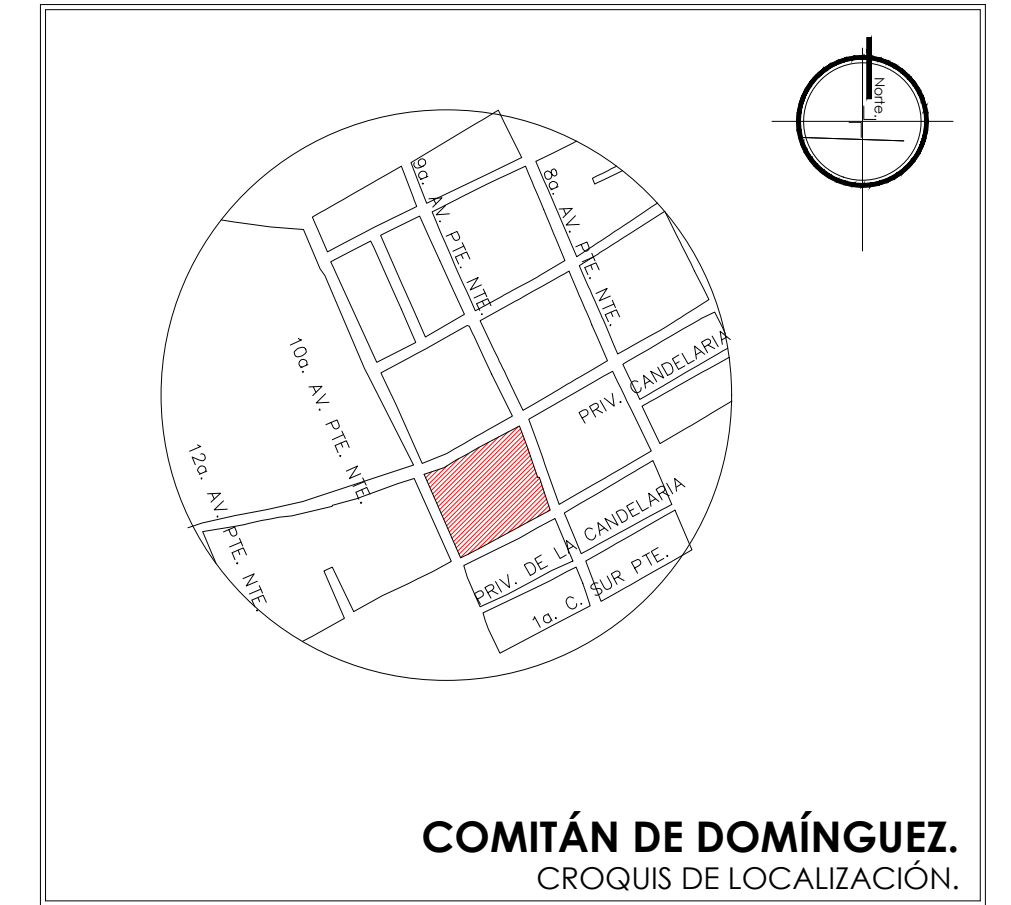 Norte.
9a. AV. PTE. NTE.
8a. AV. PTE. NTE.
10a. AV. PTE. NTE.
PRIV. CANDELARIA
12a. AV. PTE. NTE.
PRIV. DE LA CANDELARIA
1a. C. SUR PTE.
COMITÁN DE DOMÍNGUEZ.
CROQUIS DE LOCALIZACIÓN.